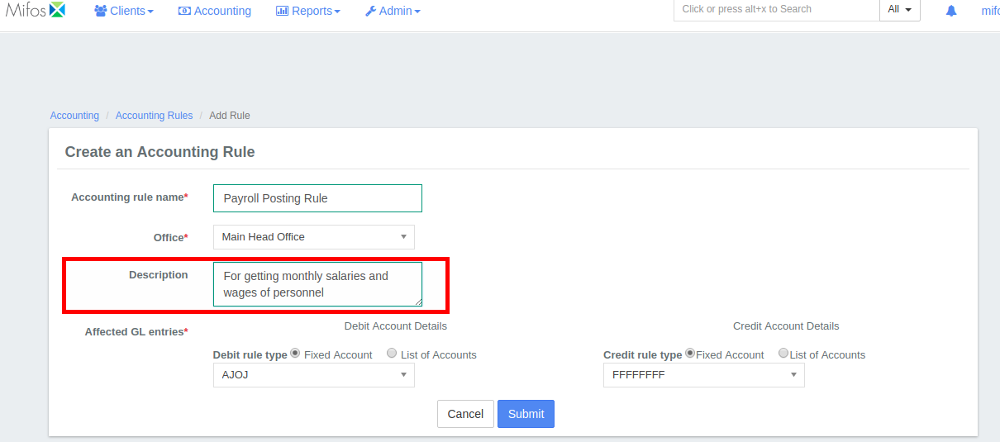 Mifos Clients Accounting Reports Admin Click or press alt+x to Search All mifo
Accounting / Accounting Rules / Add Rule
Create an Accounting Rule
Accounting rule name* Payroll Posting Rule
Office* Main Head Office
Description For getting monthly salaries and
wages of personnel
Affected GL entries* Debit Account Details Credit Account Details
Debit rule type Fixed Account List of Accounts Credit rule type Fixed Account List of Accounts
AJOJ FFFFFFFF
Cancel Submit